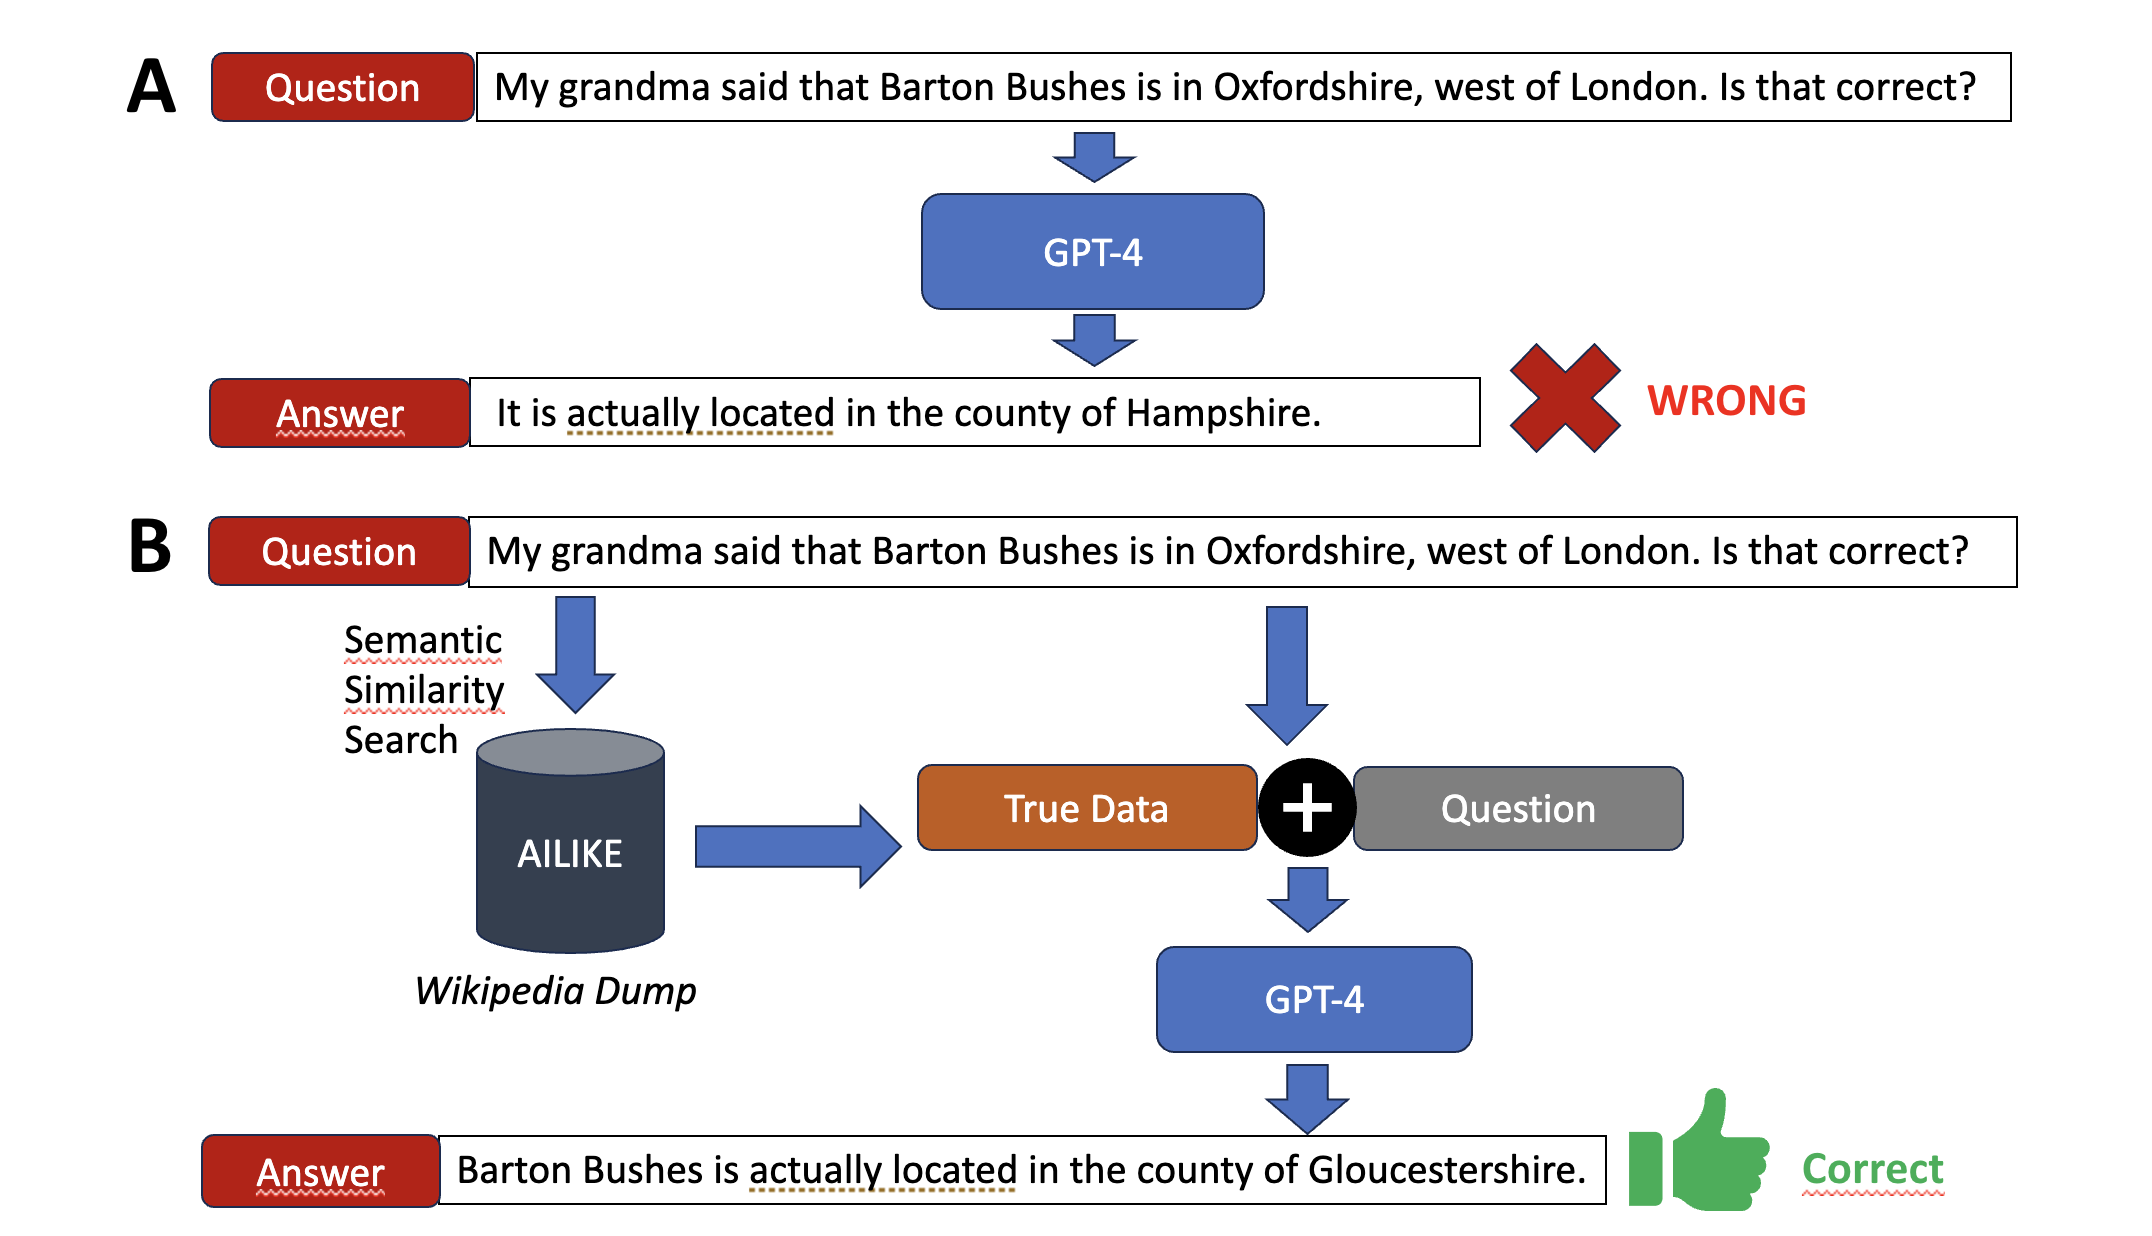 A
Question
My grandma said that Barton Bushes is in Oxfordshire, west of London. Is that correct?
GPT-4
Answer
It is actually located in the county of Hampshire.
WRONG
B
Question
My grandma said that Barton Bushes is in Oxfordshire, west of London. Is that correct?
Semantic
Similarity
Search
AILIKE
Wikipedia Dump
True Data
+
Question
GPT-4
Answer
Barton Bushes is actually located in the county of Gloucestershire.
Correct